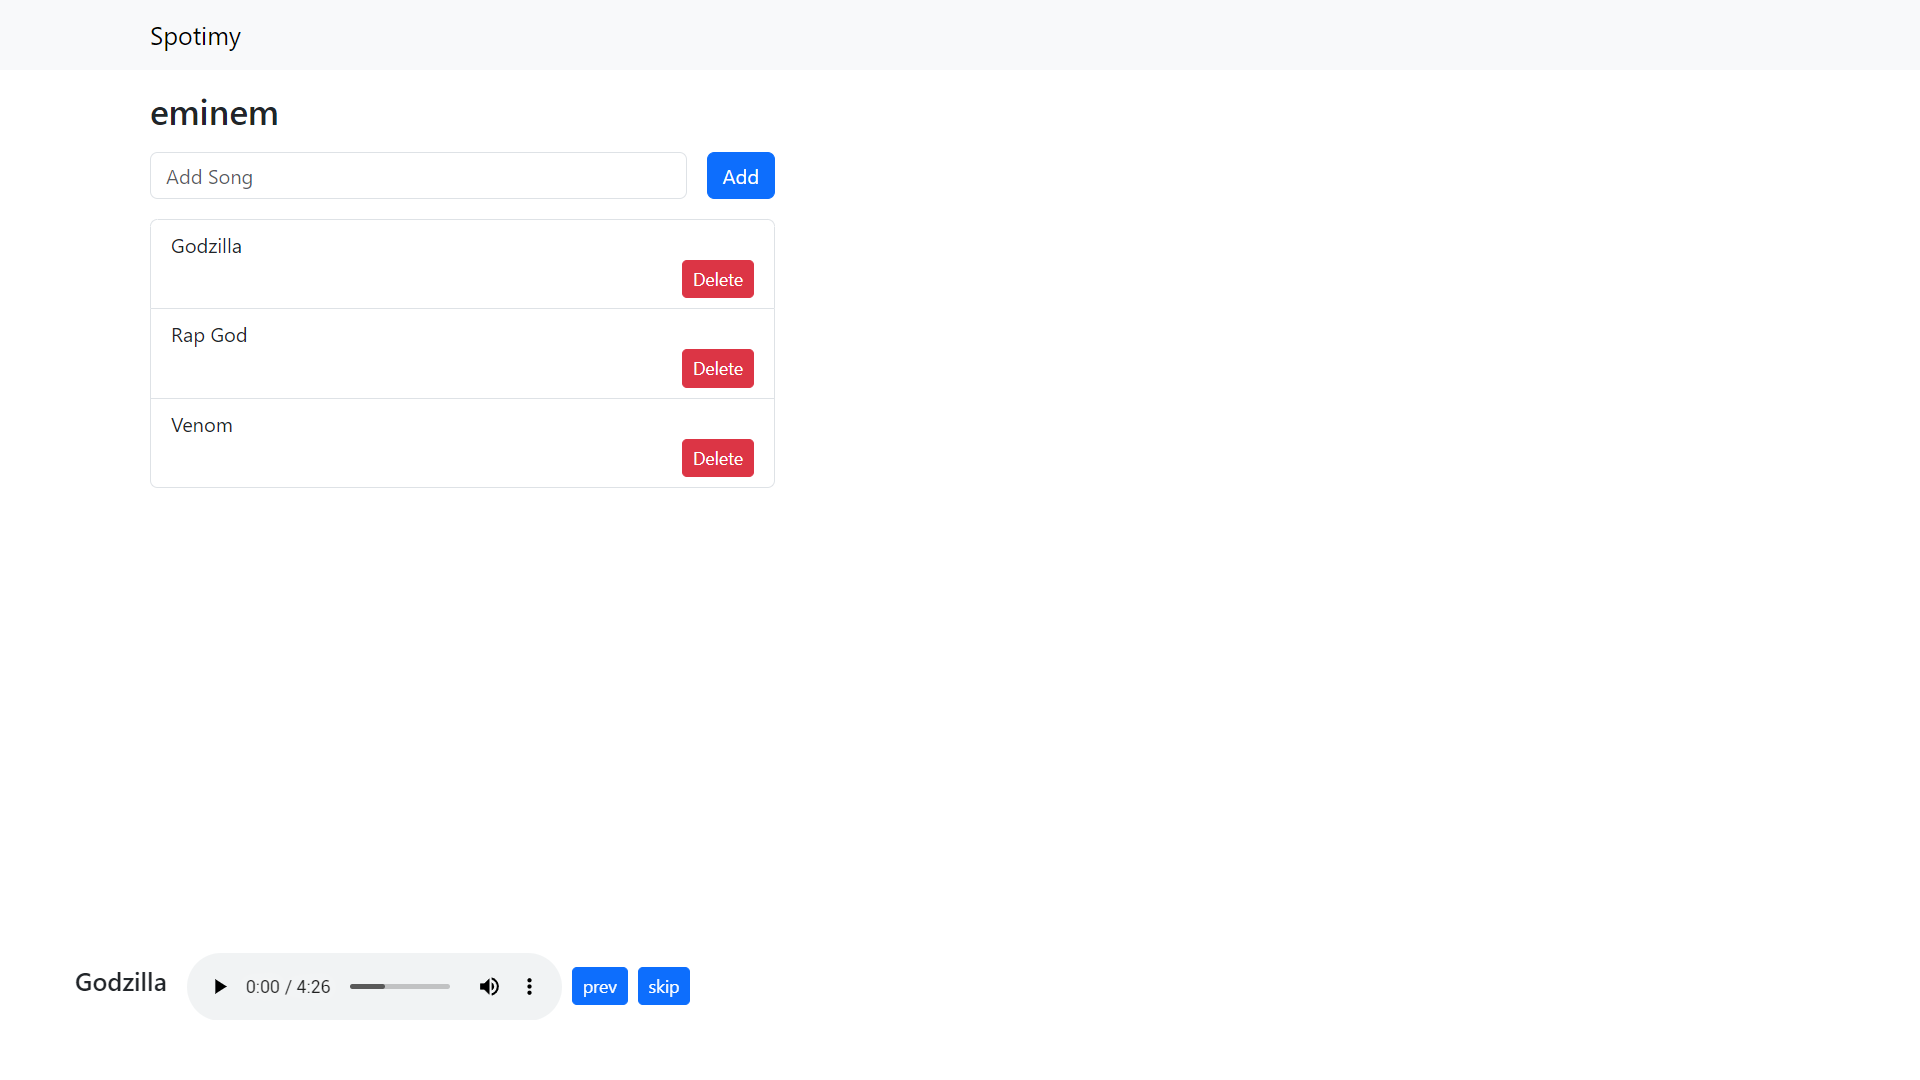 Spotimy
eminem
Add Song
Add
Godzilla
Delete
Rap God
Delete
Venom
Delete
Godzilla 0:00 / 4:26 prev skip